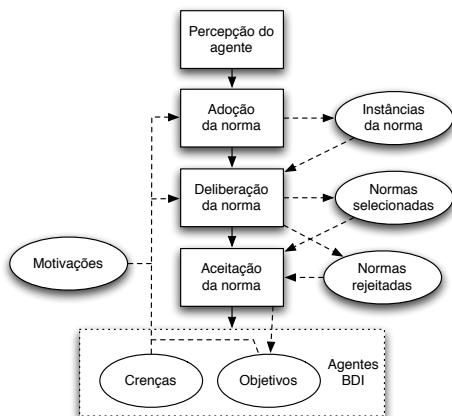 Percepção do
agente
Adoção
da norma
Instâncias
da norma
Deliberação
da norma
Normas
selecionadas
Motivações
Aceitação
da norma
Normas
rejeitadas
Crenças
Objetivos
Agentes
BDI